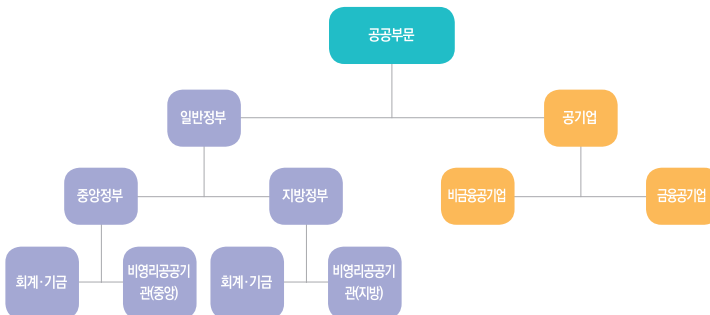 공공부문
일반정부
공기업
중앙정부
지방정부
비금융공기업
금융공기업
회계·기금
비영리공공기
관(중앙)
회계·기금
비영리공공기
관(지방)